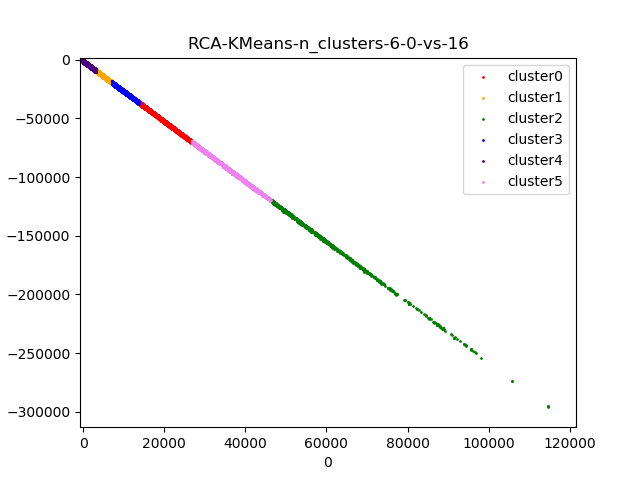 RCA-KMeans-n_clusters-6-0-vs-16
0
−50000
−100000
−150000
−200000
−250000
−300000
cluster0
cluster1
cluster2
cluster3
cluster4
cluster5
0 20000 40000 60000 80000 100000 120000
0